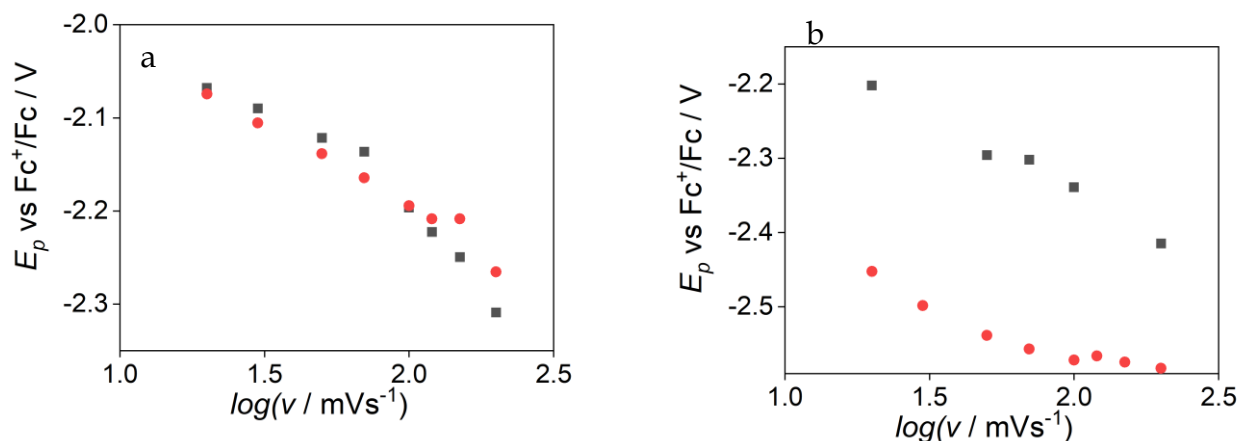 a
-2.0
-2.1
-2.2
-2.3
E_p vs Fc⁺/Fc / V
1.0 1.5 2.0 2.5
log(v / mVs⁻¹)
b
-2.2
-2.3
-2.4
-2.5
E_p vs Fc⁺/Fc / V
1.0 1.5 2.0 2.5
log(v / mVs⁻¹)